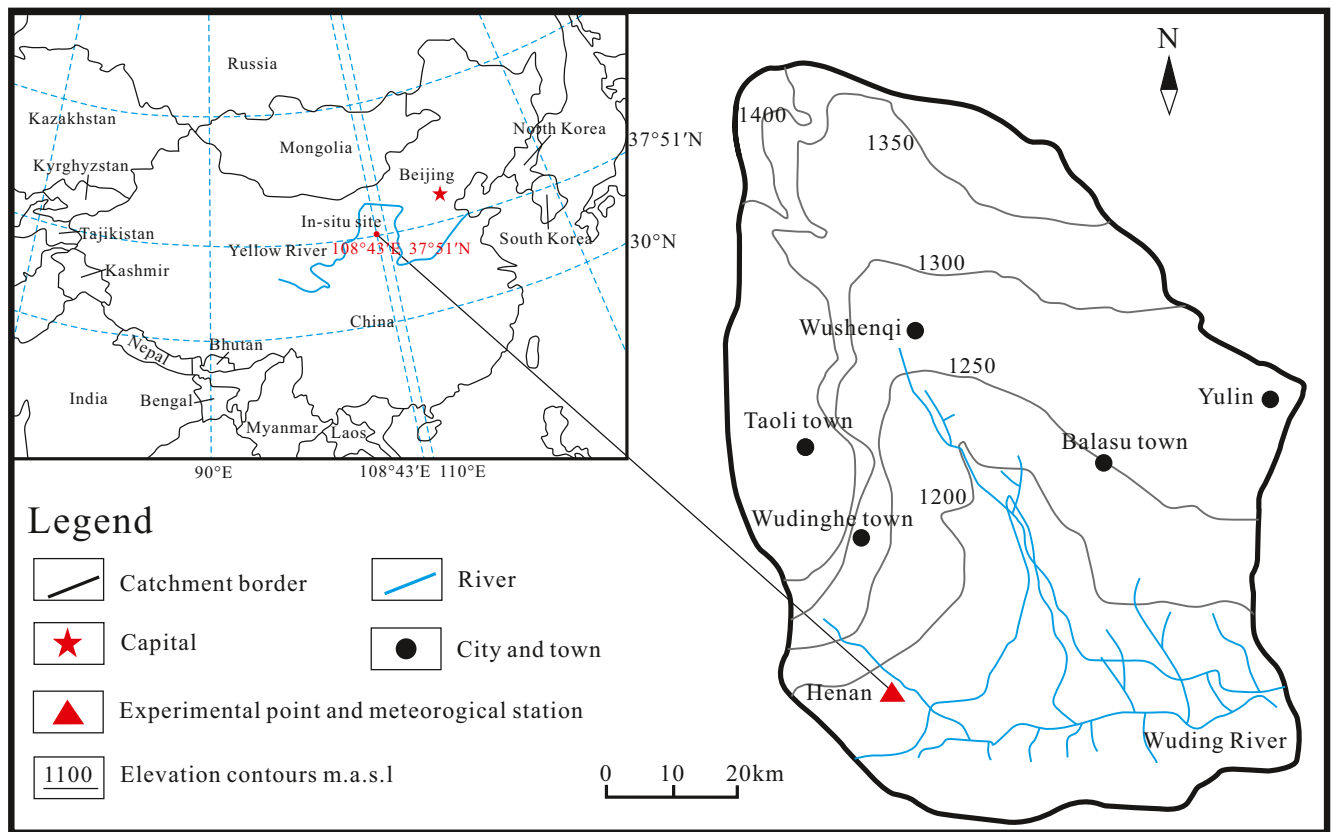 Russia
Kazakhstan
North Korea
Mongolia
Kyrghyzstan
Beijing
In-situ site
Tajikistan
Yellow River
108°43′E 37°51′N
South Korea
Kashmir
China
Nepal
Bhutan
India
Bengal
Myanmar
Laos
37°51′N
30°N
90°E
108°43′E
110°E
N
1400
1350
1300
Wushenqi
1250
Yulin
Taoli town
Balasu town
1200
Wudinghe town
Henan
Wuding River
Legend
Catchment border
River
Capital
City and town
Experimental point and meteorogical station
1100
Elevation contours m.a.s.l
0
10
20km